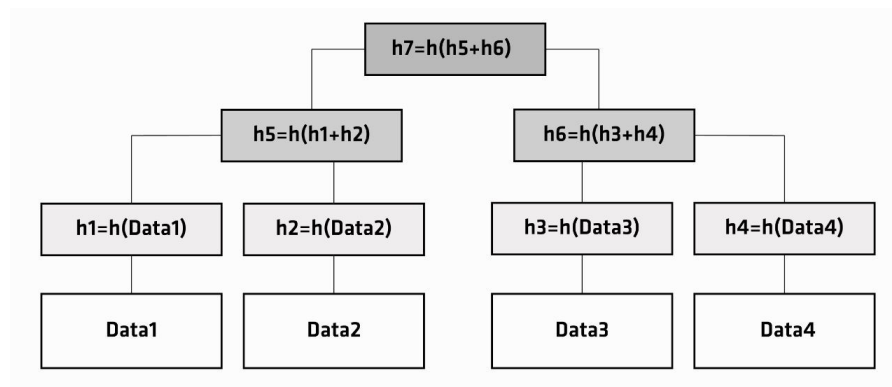 h7=h(h5+h6)
h5=h(h1+h2)
h6=h(h3+h4)
h1=h(Data1)
h2=h(Data2)
h3=h(Data3)
h4=h(Data4)
Data1
Data2
Data3
Data4